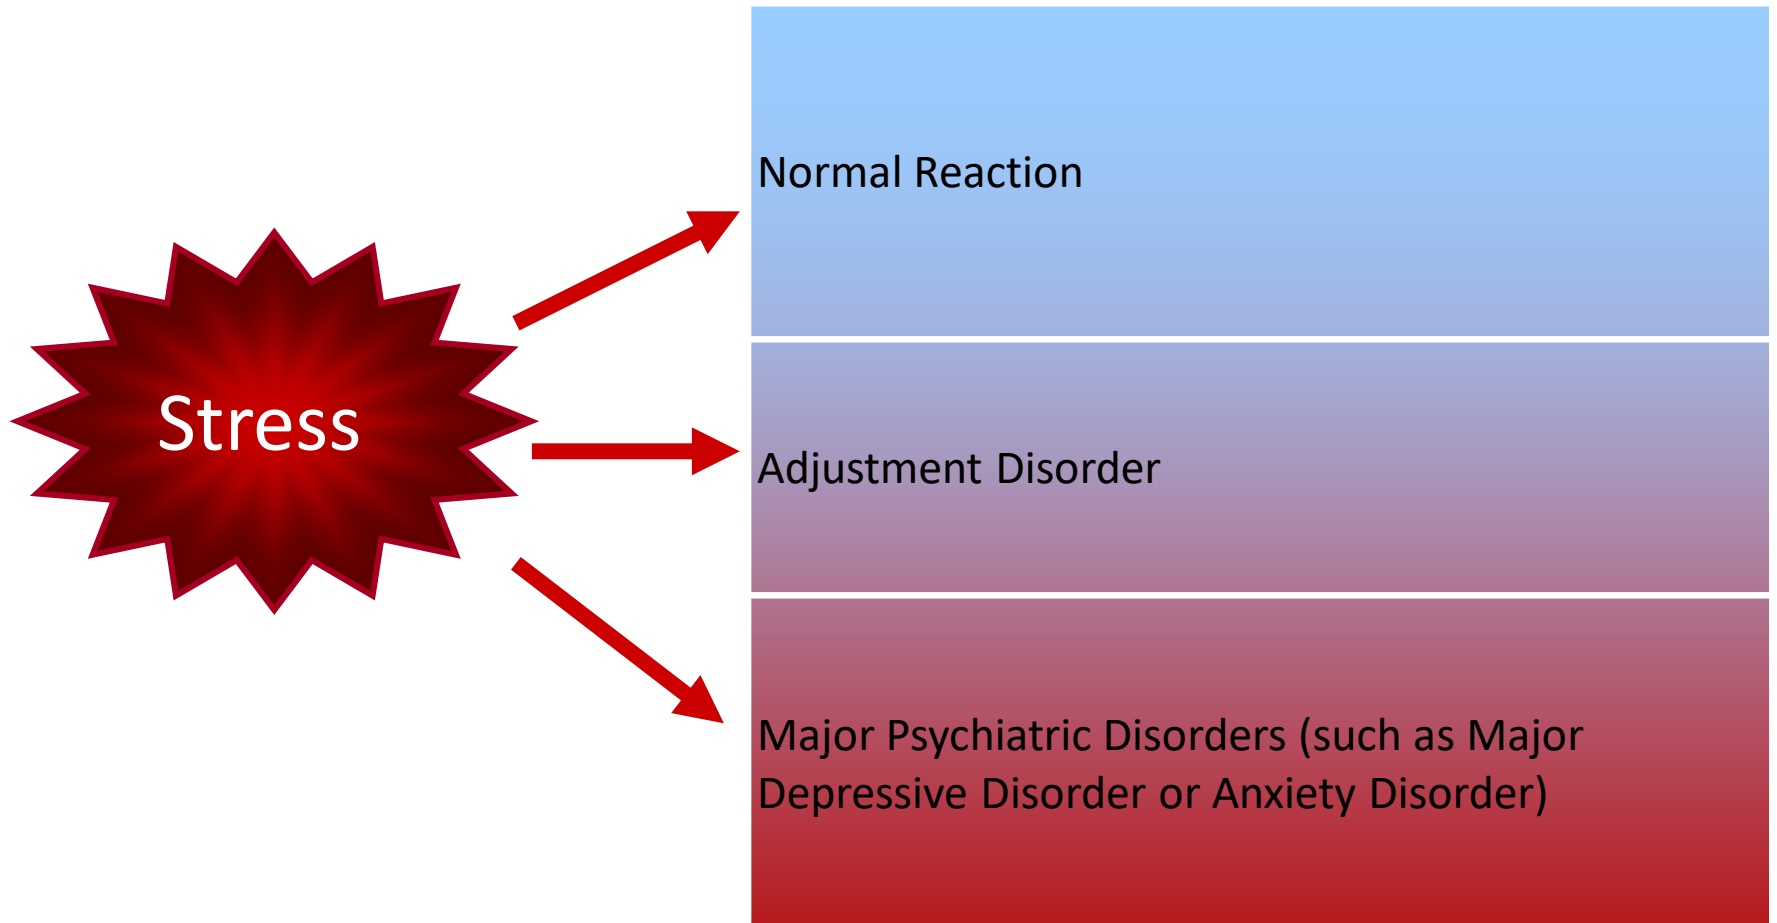 Stress
Normal Reaction
Adjustment Disorder
Major Psychiatric Disorders (such as Major
Depressive Disorder or Anxiety Disorder)